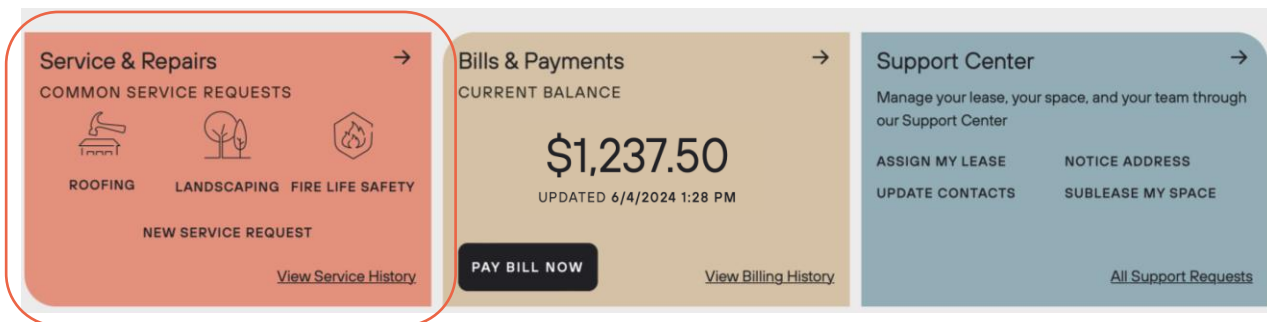 Service & Repairs →
COMMON SERVICE REQUESTS
ROOFING
LANDSCAPING
FIRE LIFE SAFETY
NEW SERVICE REQUEST
View Service History
Bills & Payments →
CURRENT BALANCE
$1,237.50
UPDATED 6/4/2024 1:28 PM
PAY BILL NOW
View Billing History
Support Center →
Manage your lease, your space, and your team through
our Support Center
ASSIGN MY LEASE
NOTICE ADDRESS
UPDATE CONTACTS
SUBLEASE MY SPACE
All Support Requests